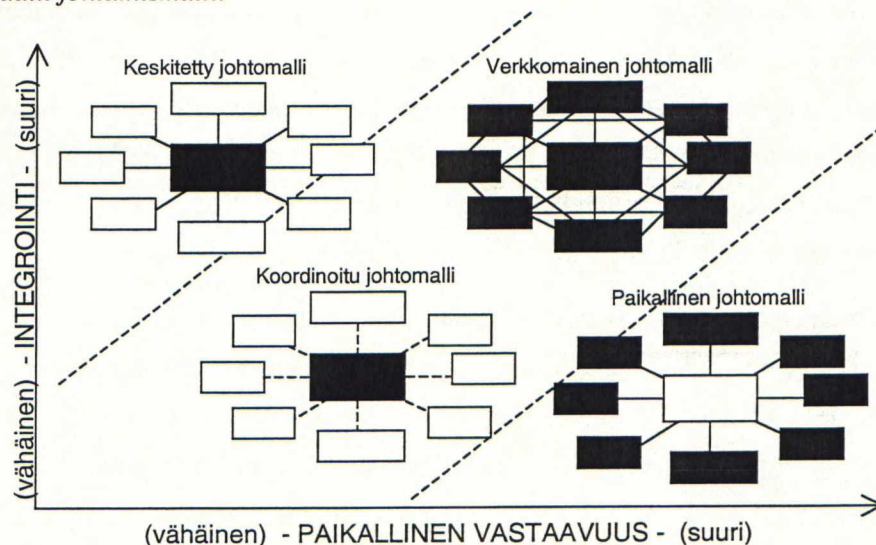 Keskitetty johtomalli
Verkkomainen johtomalli
Koordinoitu johtomalli
Paikallinen johtomalli
(vähäinen) - INTEGROINTI - (suuri)
(vähäinen) - PAIKALLINEN VASTAAVUUS - (suuri)